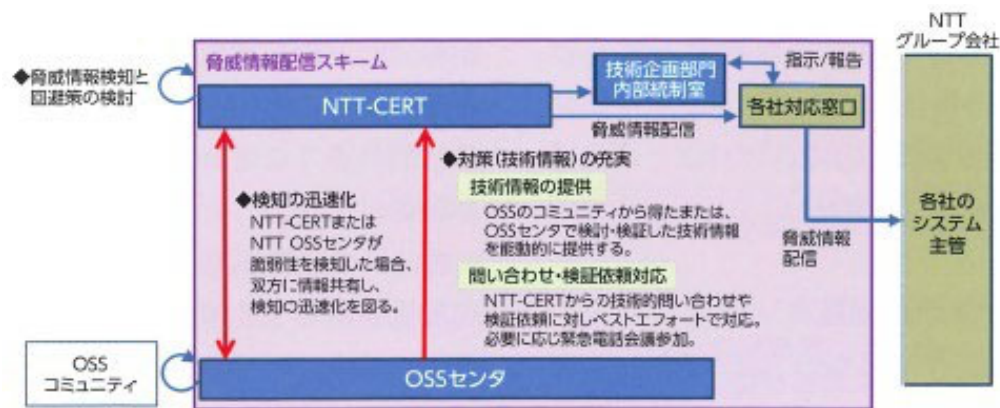 NTT
グループ会社
脅威情報配信スキーム
◆脅威情報検知と
回避策の検討
NTT-CERT
技術企画部門
内部統制室
指示/報告
各社対応窓口
脅威情報配信
◆検知の迅速化
NTT-CERTまたは
NTT OSSセンタが
脆弱性を検知した場合、
双方に情報共有し、
検知の迅速化を図る。
◆対策(技術情報)の充実
技術情報の提供
OSSのコミュニティから得たまたは、
OSSセンタで検討・検証した技術情報
を能動的に提供する。
問い合わせ・検証依頼対応
NTT-CERTからの技術的問い合わせや
検証依頼に対しベストエフォートで対応。
必要に応じ緊急電話会議参加。
脅威情報
配信
各社の
システム
主管
OSS
コミュニティ
OSSセンタ